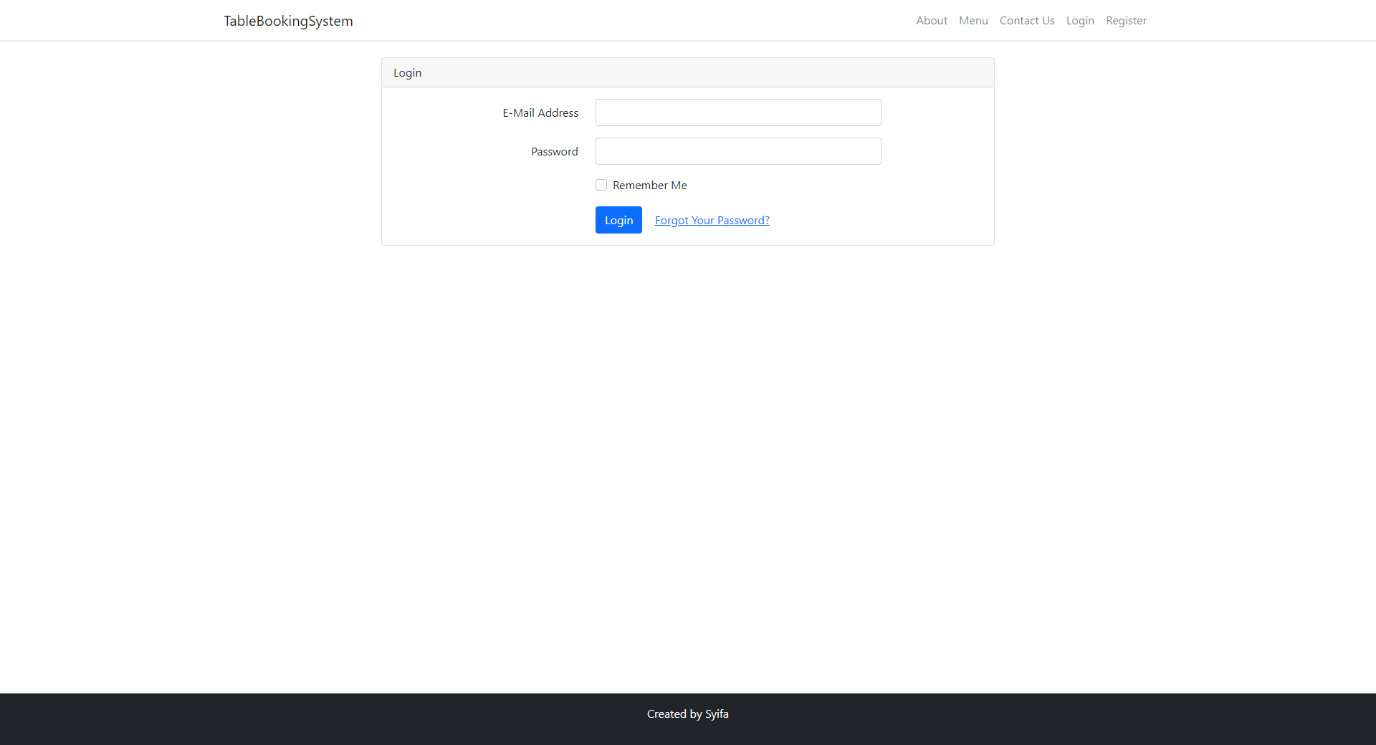 TableBookingSystem
About Menu Contact Us Login Register
Login
E-Mail Address
Password
Remember Me
Login Forgot Your Password?
Created by Syifa